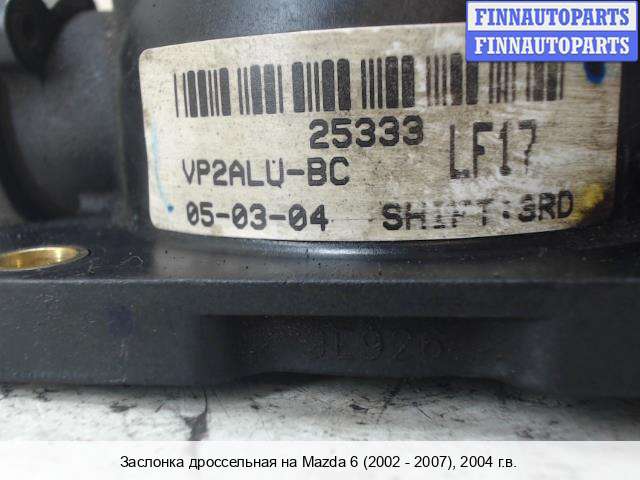 FINNAUTOPARTS
FINNAUTOPARTS
25333
LF17
VP2ALU-BC
05-03-04 SHIFT:3RD
Заслонка дроссельная на Mazda 6 (2002 - 2007), 2004 г.в.